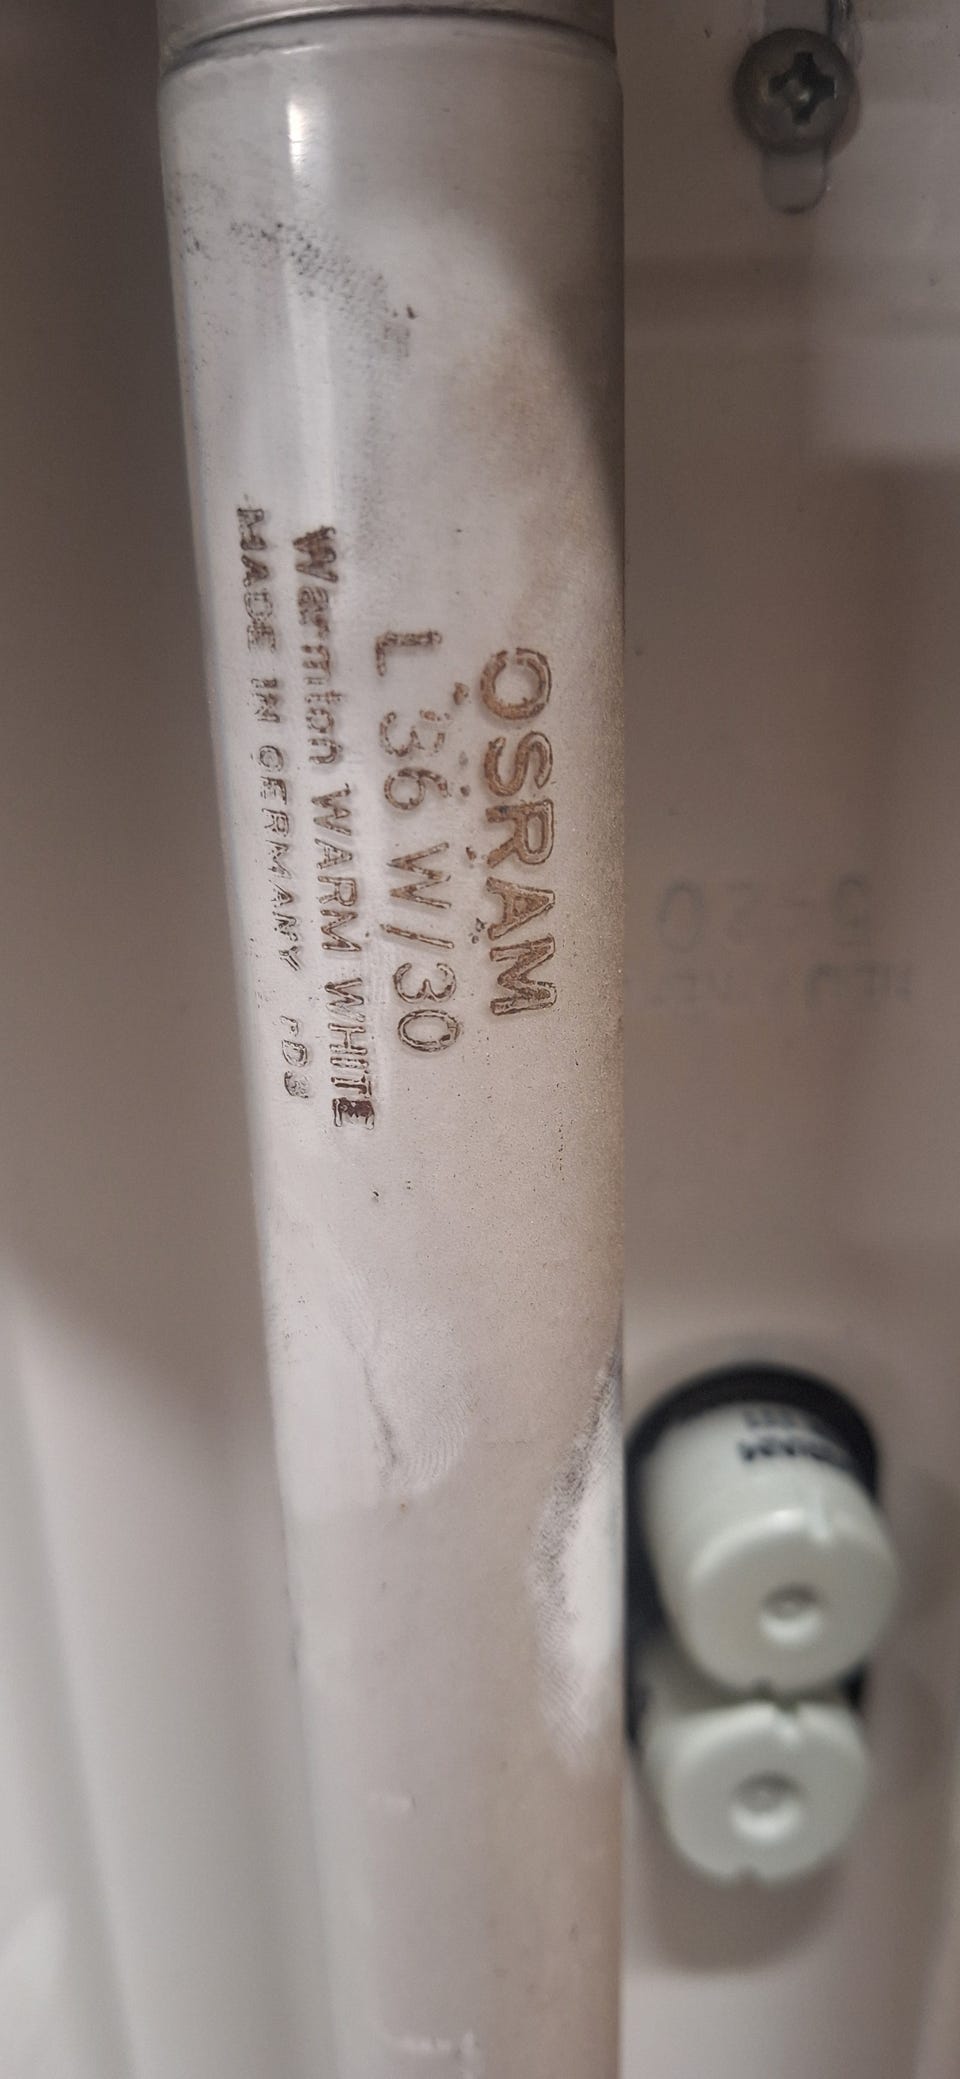 OSRAM
L 36 W/30
Warmton WARM WHITE
MADE IN GERMANY